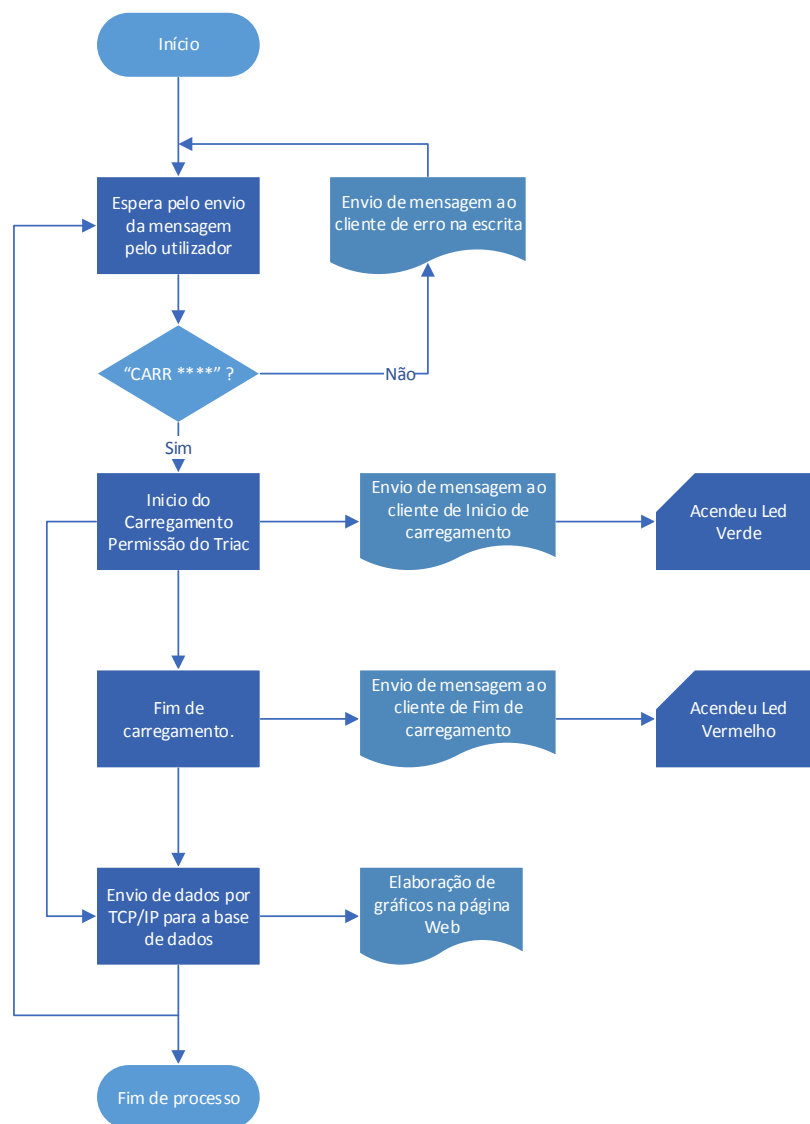 Início
Espera pelo envio
da mensagem
pelo utilizador
Envio de mensagem ao
cliente de erro na escrita
“CARR ****” ?
Não
Sim
Inicio do
Carregamento
Permissão do Triac
Envio de mensagem ao
cliente de Inicio de
carregamento
Acendeu Led
Verde
Fim de
carregamento.
Envio de mensagem ao
cliente de Fim de
carregamento
Acendeu Led
Vermelho
Envio de dados por
TCP/IP para a base
de dados
Elaboração de
gráficos na página
Web
Fim de processo